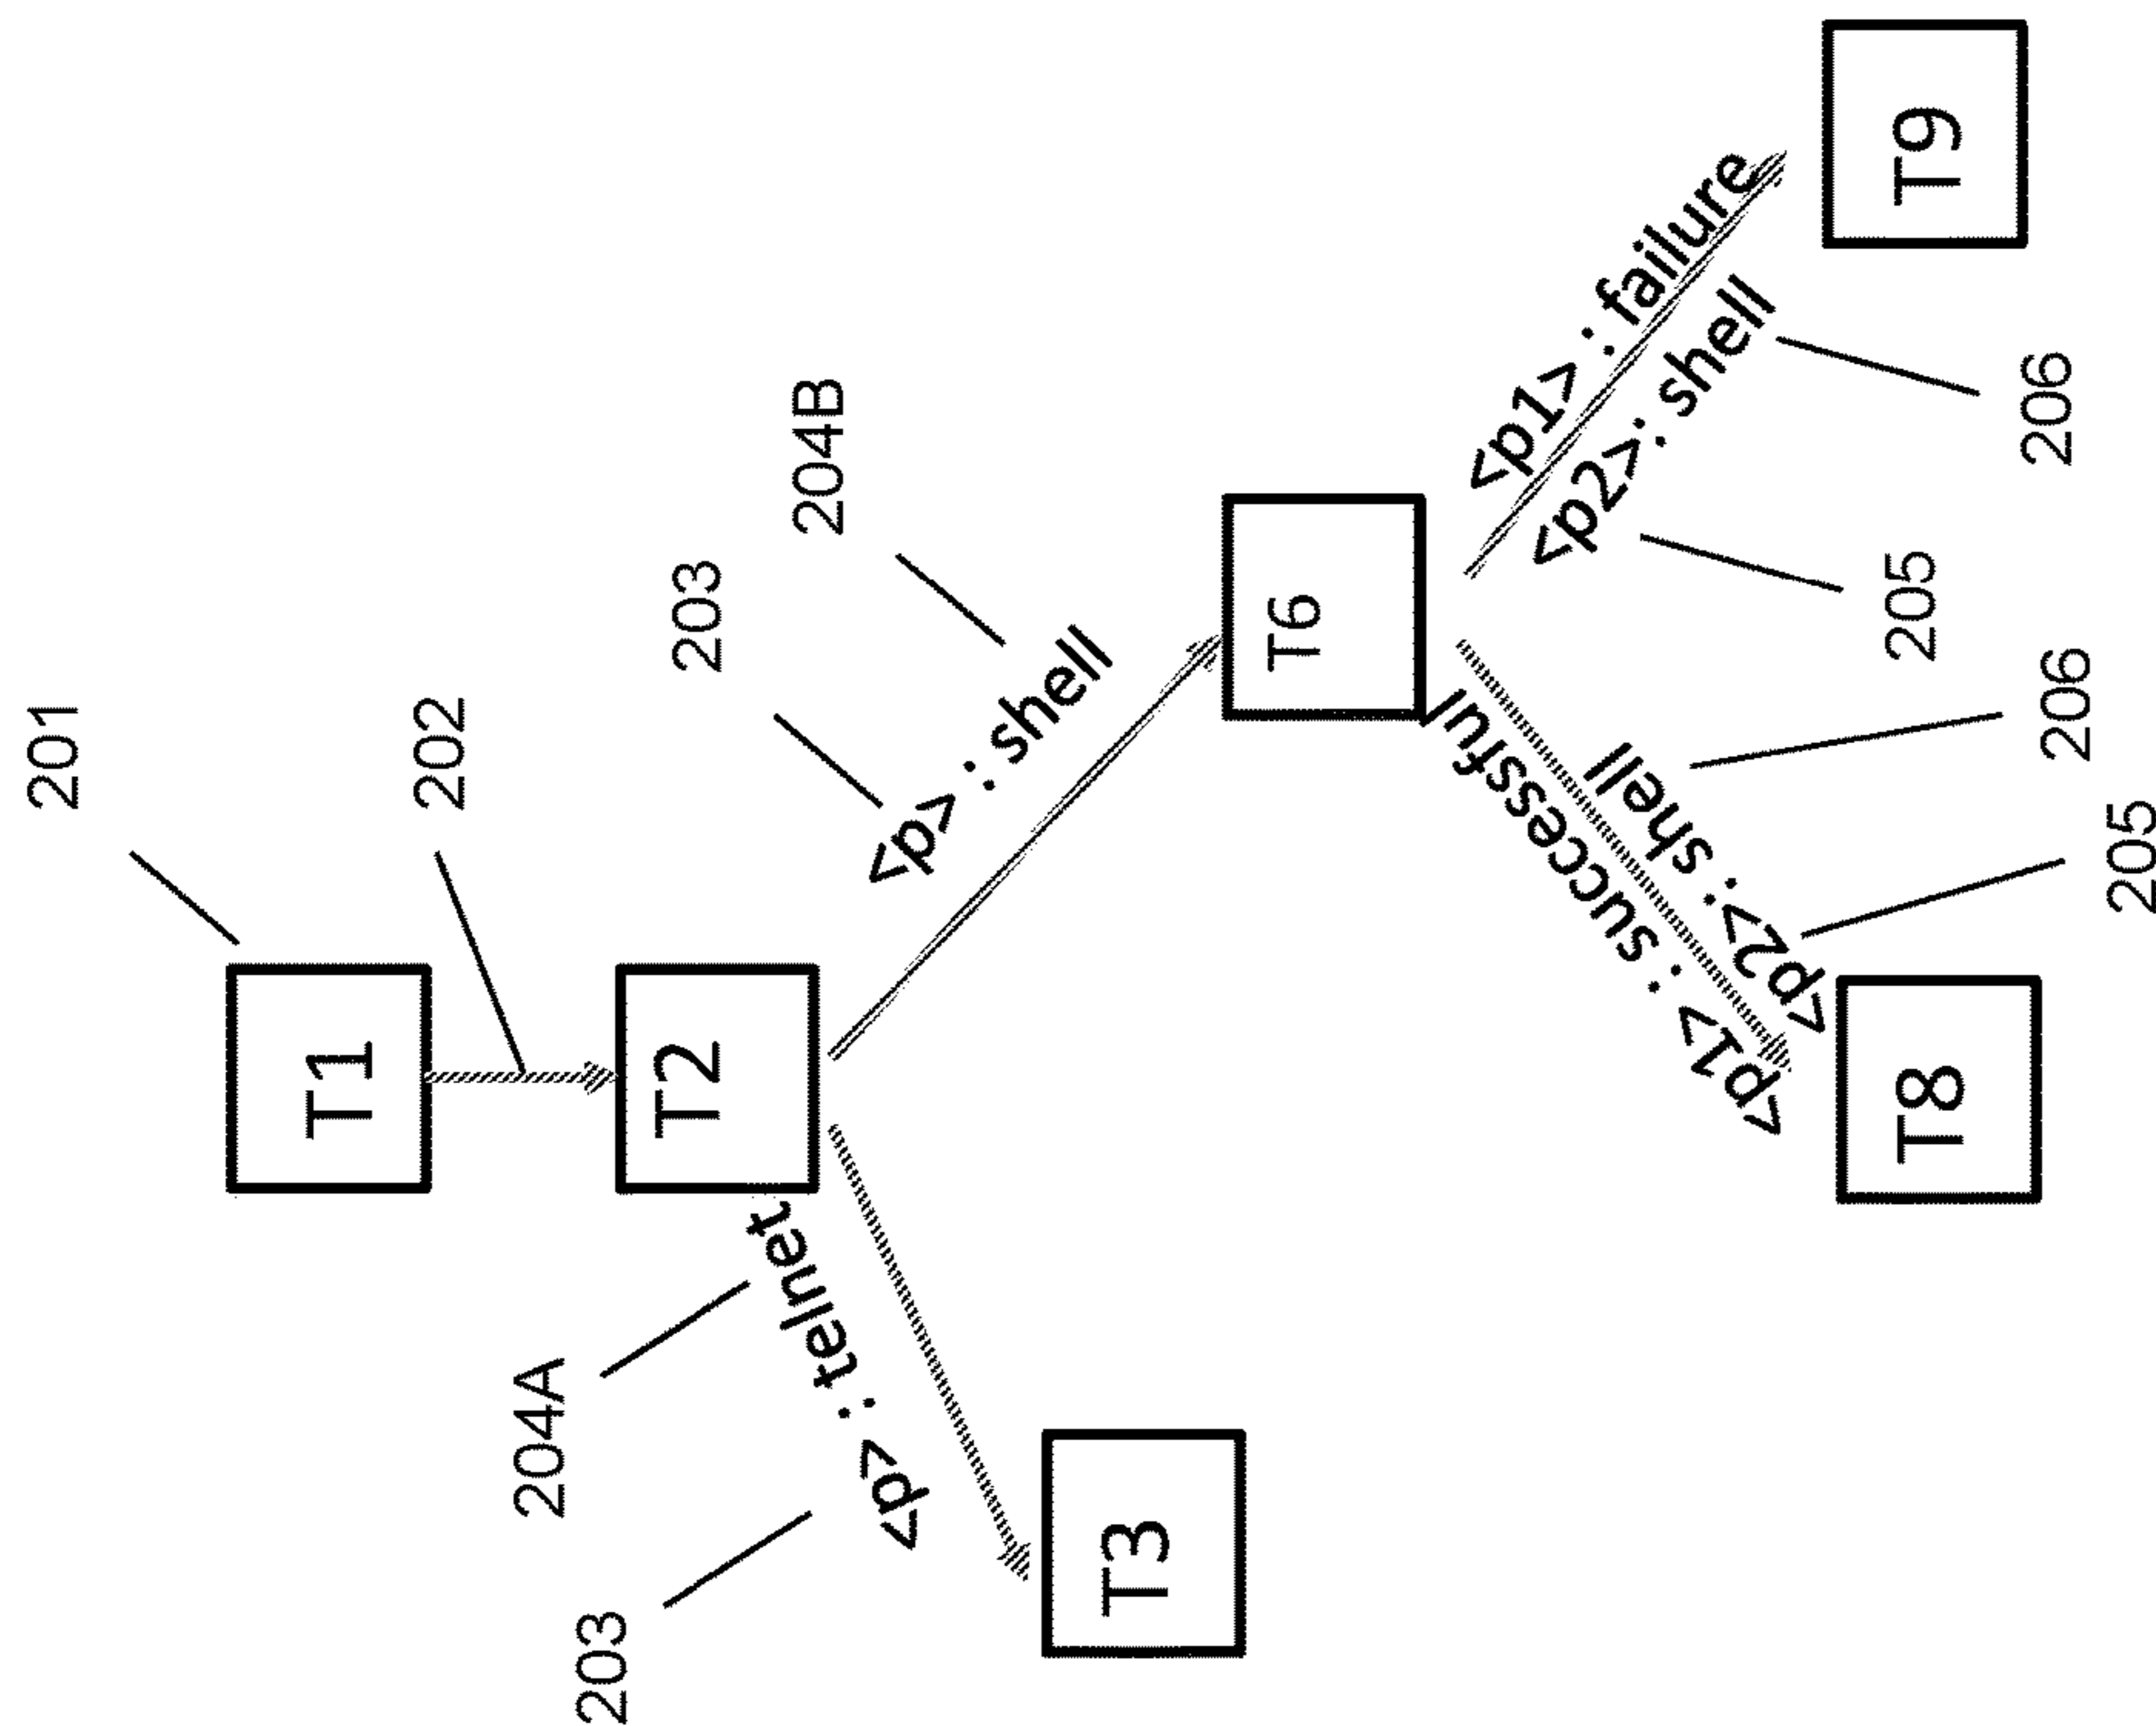 201
T1
202
T2
204A
<p> : telnet
203
203
204B
<p> : shell
T3
T6
<p1> : successful
<p2> : shell
206
205
<p1> : failure
<p2> : shell
205
206
T8
T9